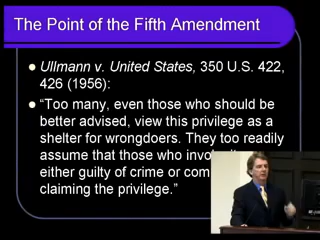 The Point of the Fifth Amendment
Ullmann v. United States, 350 U.S. 422,
426 (1956):
“Too many, even those who should be
better advised, view this privilege as a
shelter for wrongdoers. They too readily
assume that those who
either guilty of crime or
claiming the privilege.”